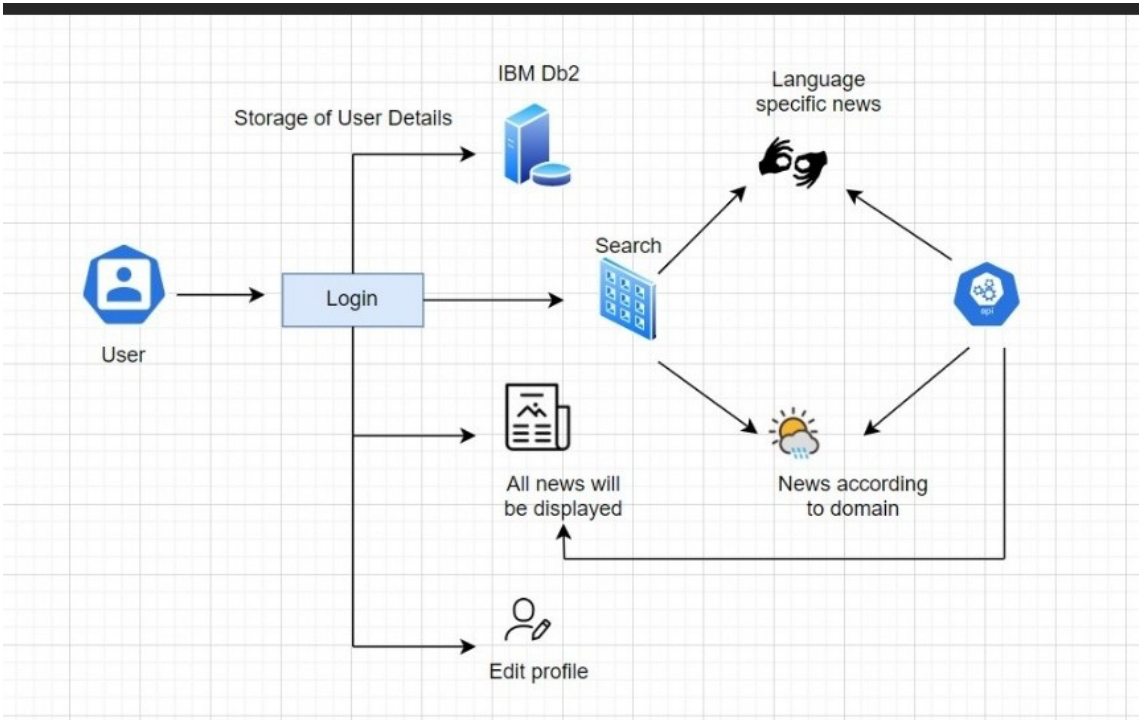 IBM Db2
Language
specific news
Storage of User Details
Search
Login
api
User
All news will
be displayed
News according
to domain
Edit profile